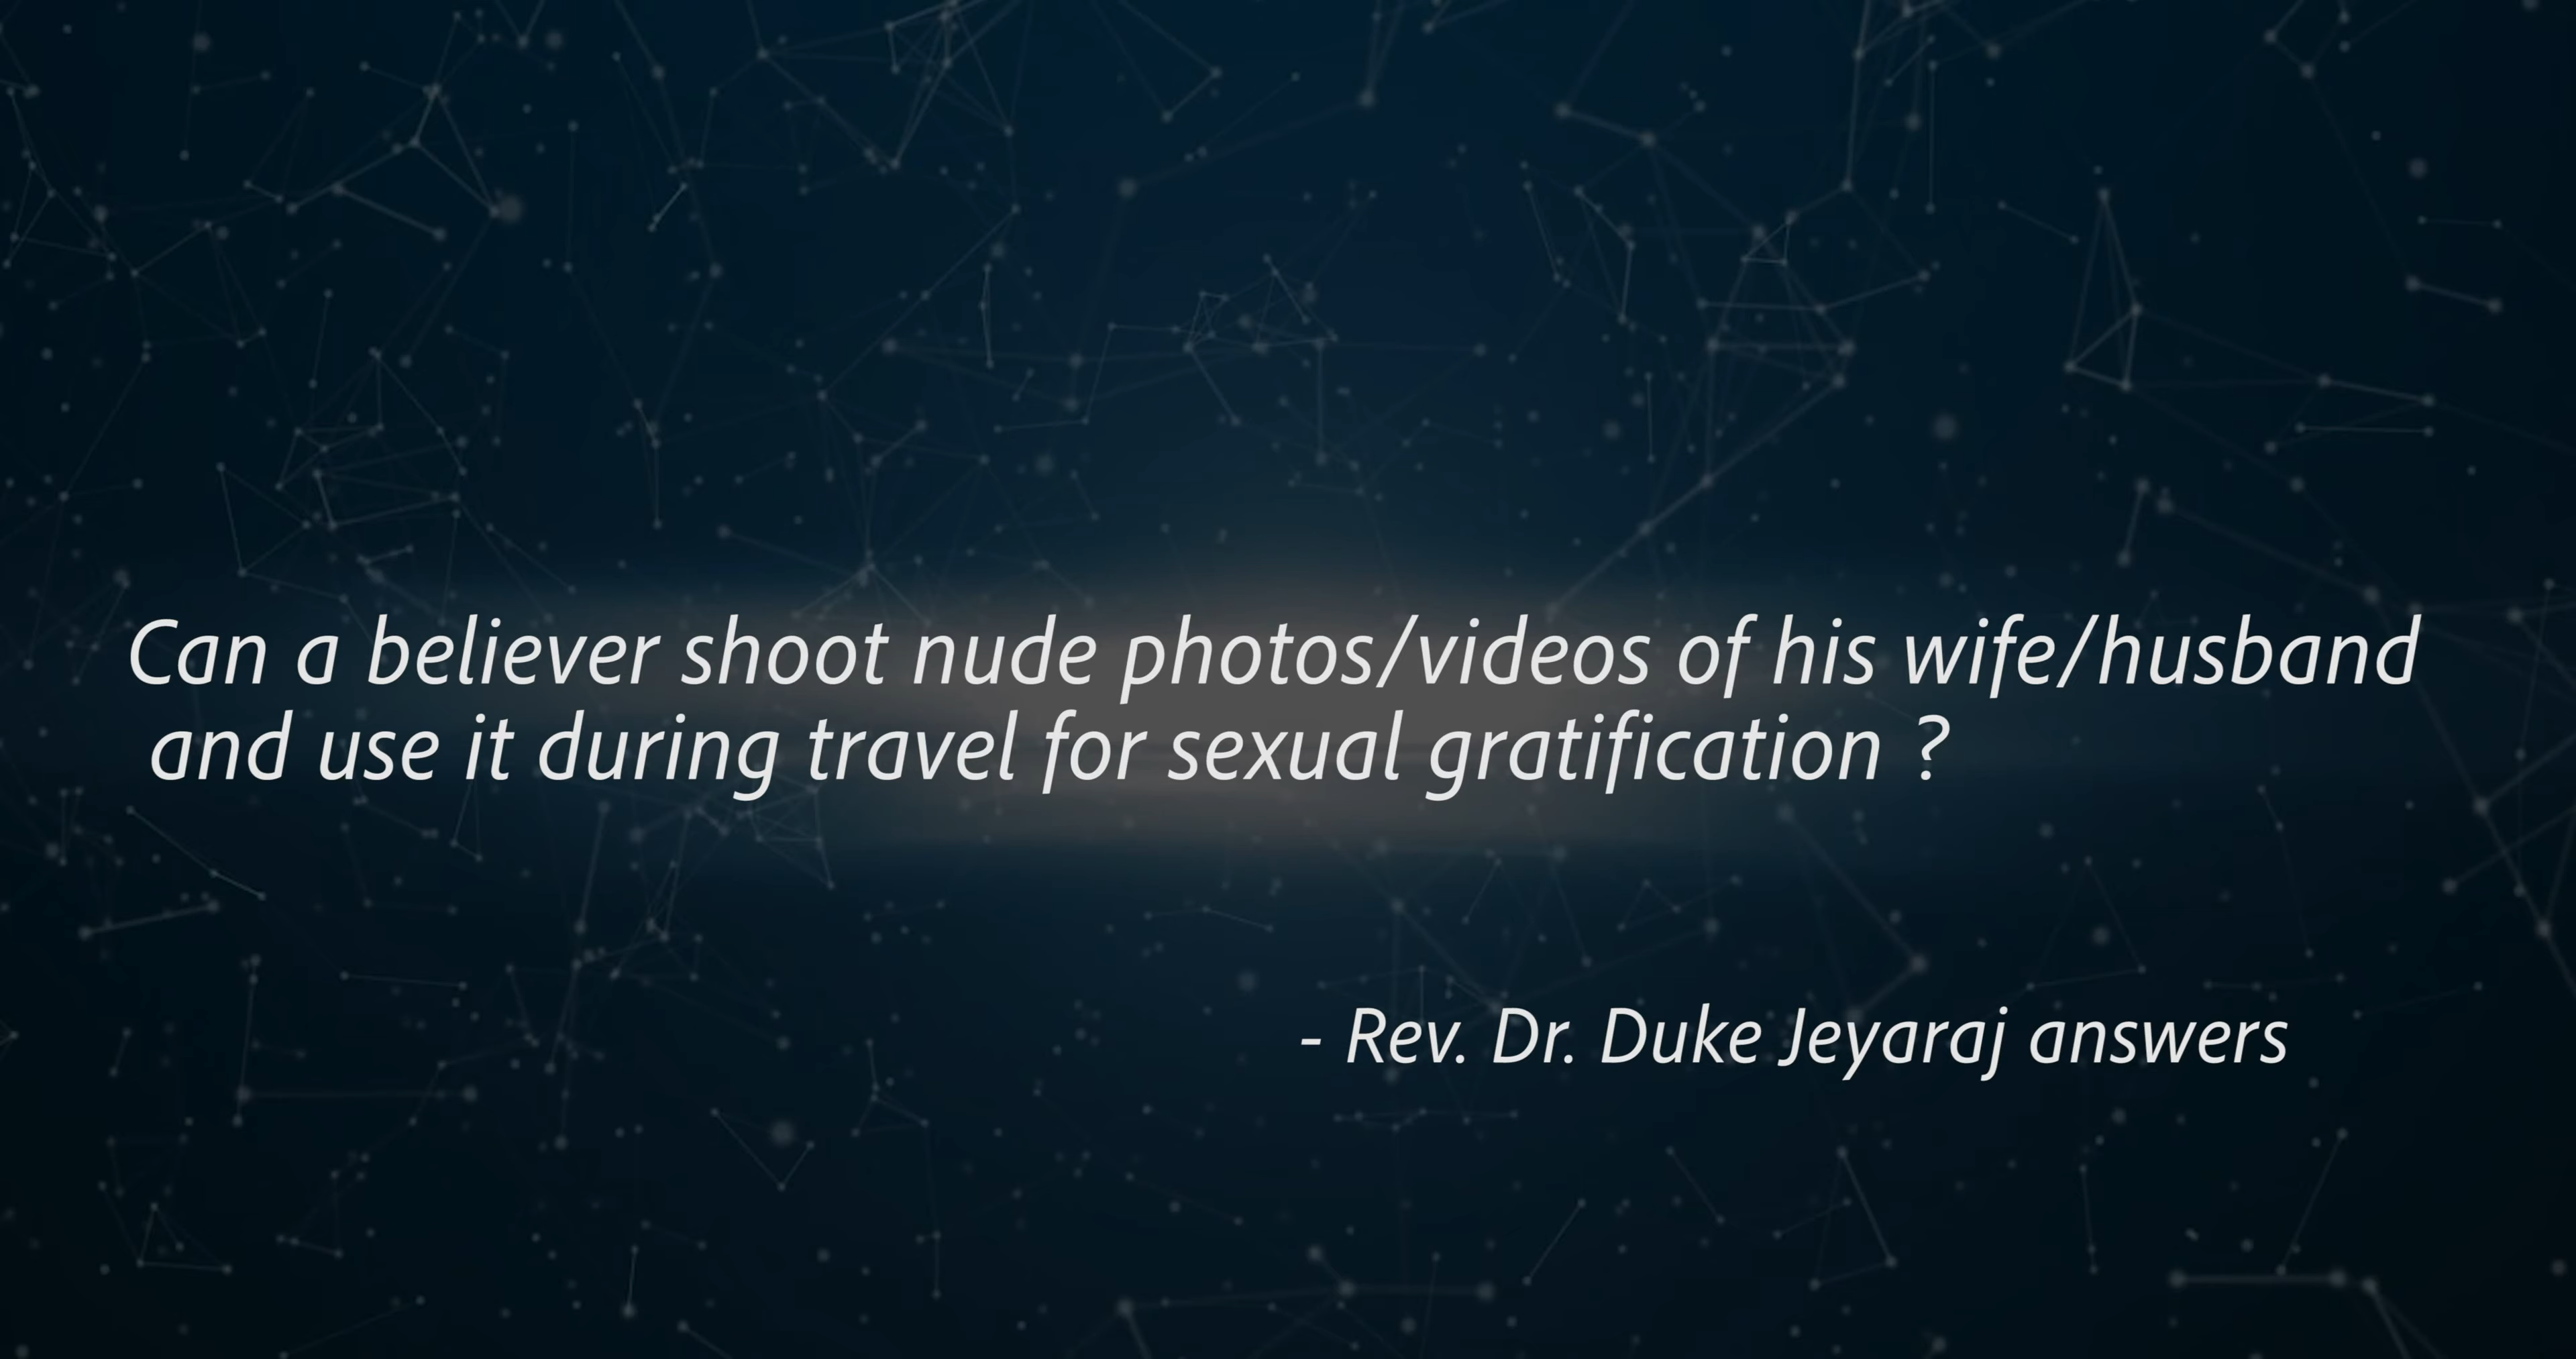 Can a believer shoot nude photos/videos of his wife/husband
and use it during travel for sexual gratification ?
- Rev. Dr. Duke Jeyaraj answers